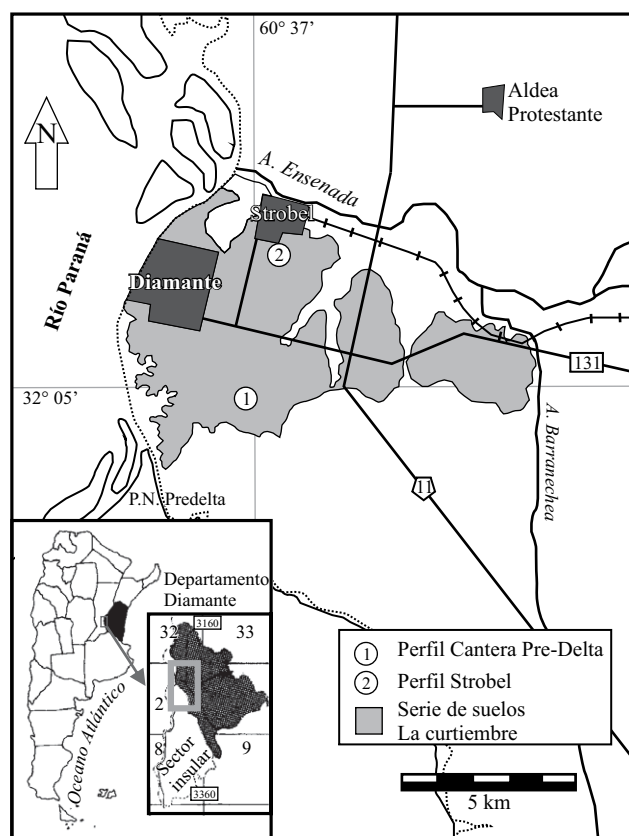 60 37’
Aldea
Protestante
N
A. Ensenada
Strobel
2
Diamante
Río Paraná
131
32 05’
1
A. Barranechea
11
P.N. Predelta
Departamento
Diamante
3160
32
33
2’
8’
9
Sector
insular
3360
Oceano Atlantico
1 Perfil Cantera Pre-Delta
2 Perfil Strobel
Serie de suelos
La curtiembre
5 km